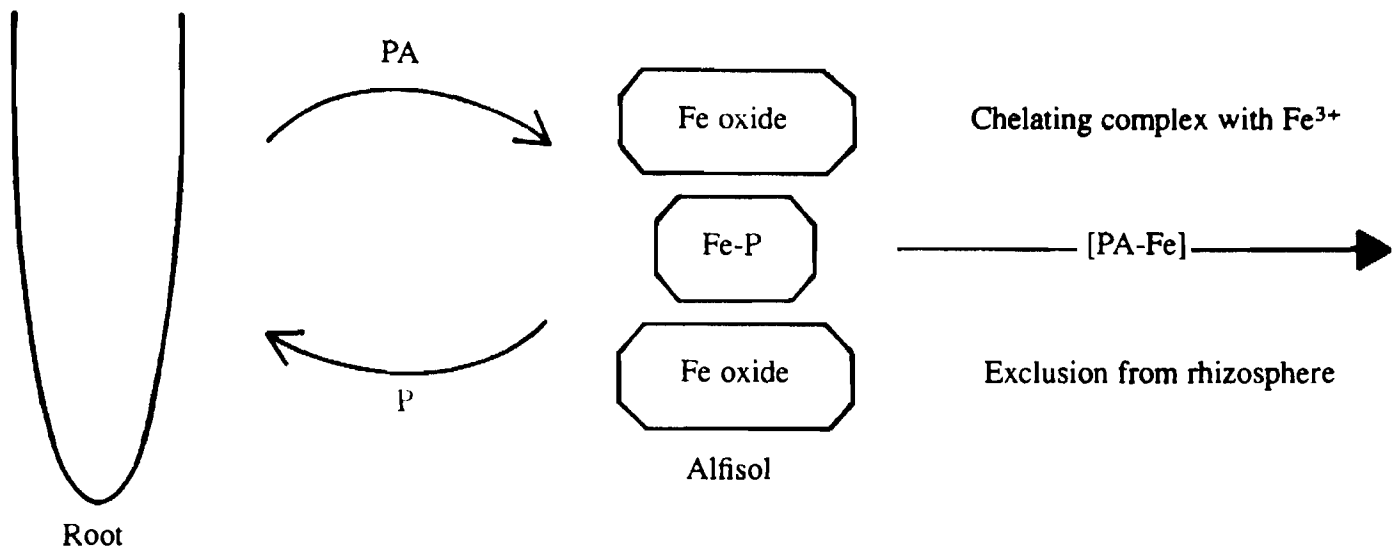 PA
Fe oxide
Chelating complex with Fe³⁺
Fe-P
[PA-Fe]
Fe oxide
Exclusion from rhizosphere
P
Alfisol
Root